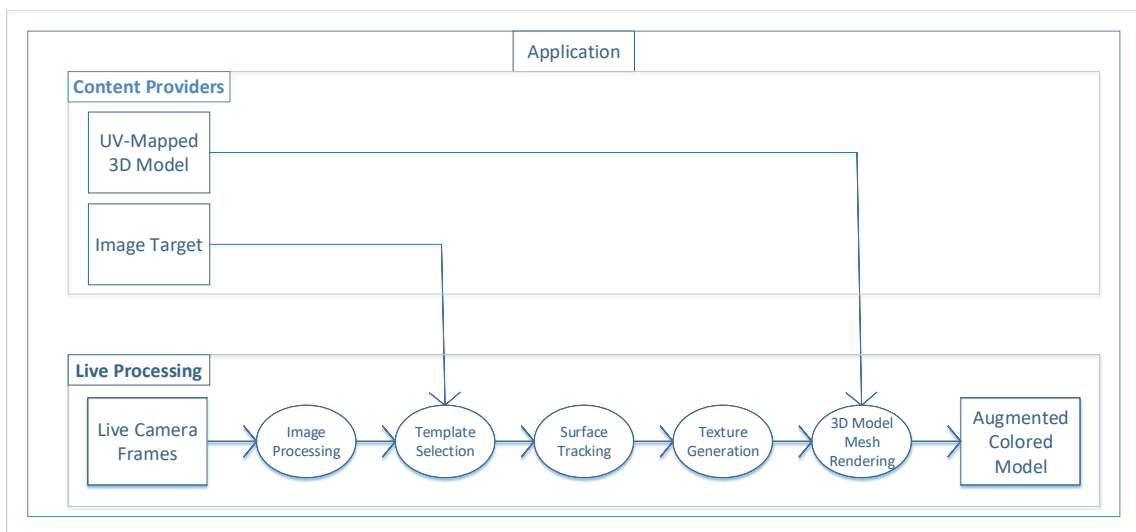 Application
Content Providers
UV-Mapped
3D Model
Image Target
Live Processing
Live Camera
Frames
Image
Processing
Template
Selection
Surface
Tracking
Texture
Generation
3D Model
Mesh
Rendering
Augmented
Colored
Model